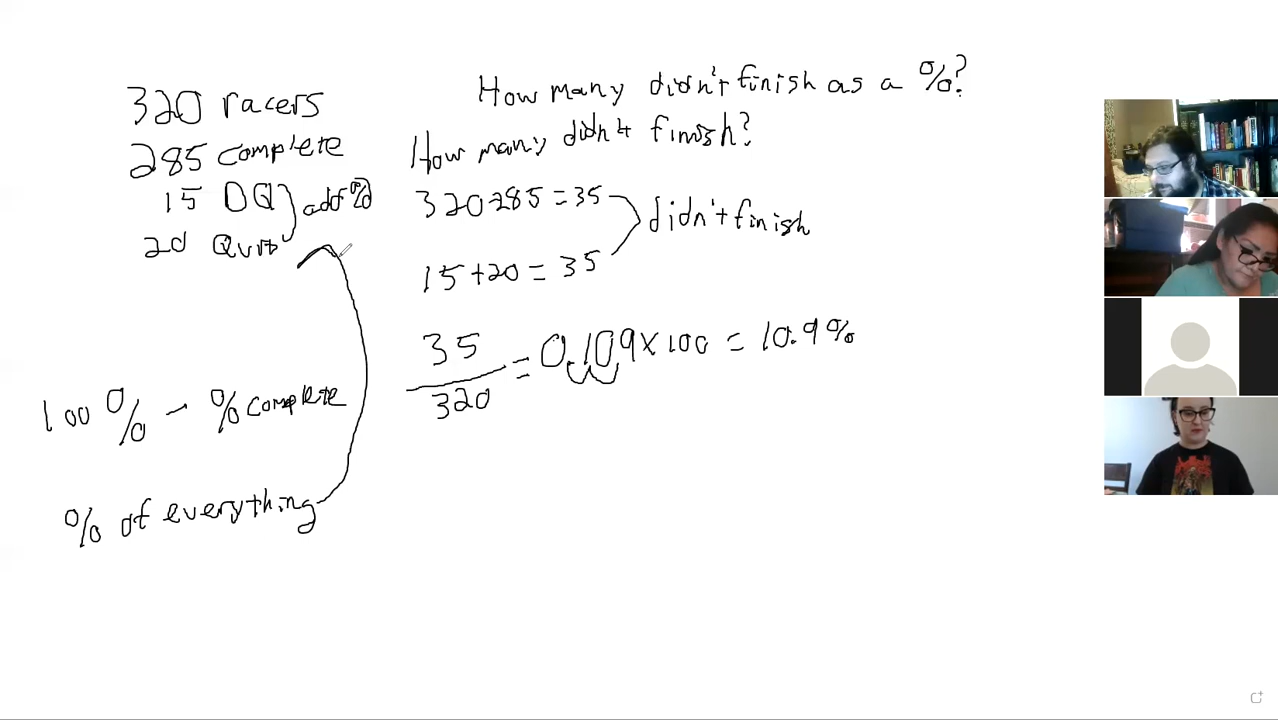 320 racers
285 complete
15 DQ
20 Quit
add %
100% - % complete
% of everything
How many didn't finish as a %?
How many didn't finish?
320-285 = 35
didn't finish
15 + 20 = 35
35
320
= 0.109 x 100 = 10.9%